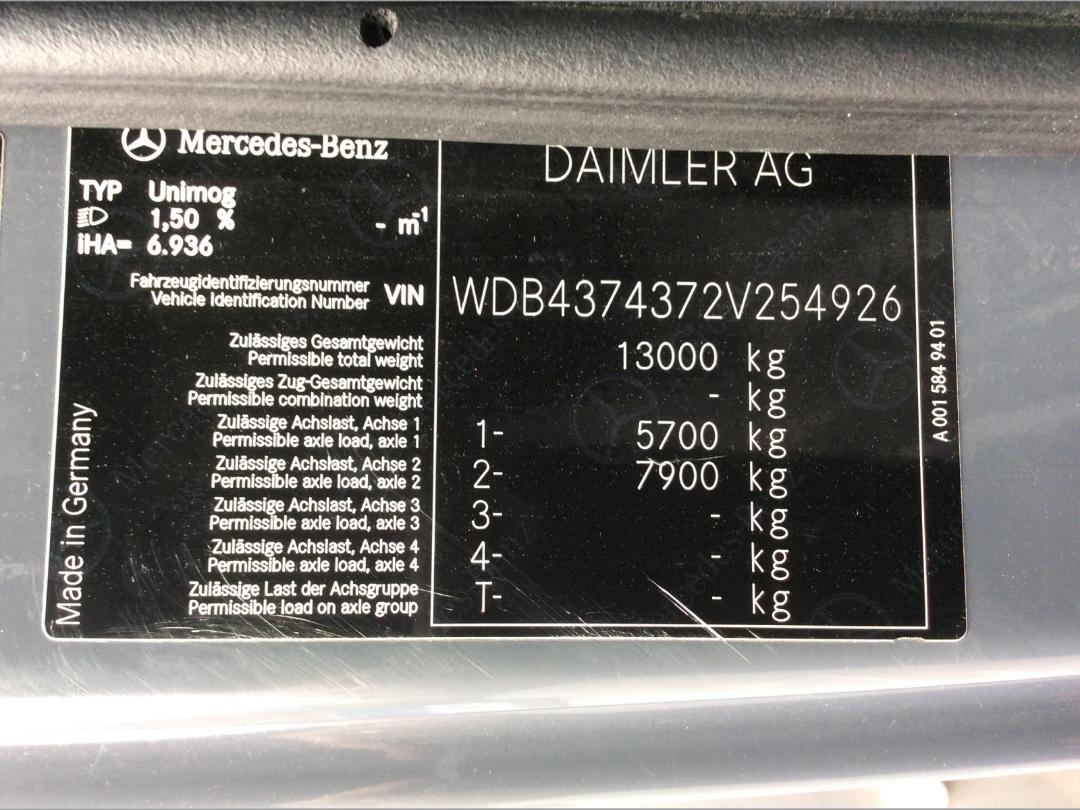 Mercedes-Benz
DAIMLER AG
TYP Unimog
1,50 % - m⁻¹
iHA= 6.936
Fahrzeugidentifizierungsnummer
Vehicle Identification Number VIN WDB4374372V254926
Zulässiges Gesamtgewicht
Permissible total weight 13000 kg
Zulässiges Zug-Gesamtgewicht
Permissible combination weight - kg
Zulässige Achslast, Achse 1
Permissible axle load, axle 1 1- 5700 kg
Zulässige Achslast, Achse 2
Permissible axle load, axle 2 2- 7900 kg
Zulässige Achslast, Achse 3
Permissible axle load, axle 3 3- - kg
Zulässige Achslast, Achse 4
Permissible axle load, axle 4 4- - kg
Zulässige Last der Achsgruppe
Permissible load on axle group T- - kg
Made in Germany
A 001 584 94 01